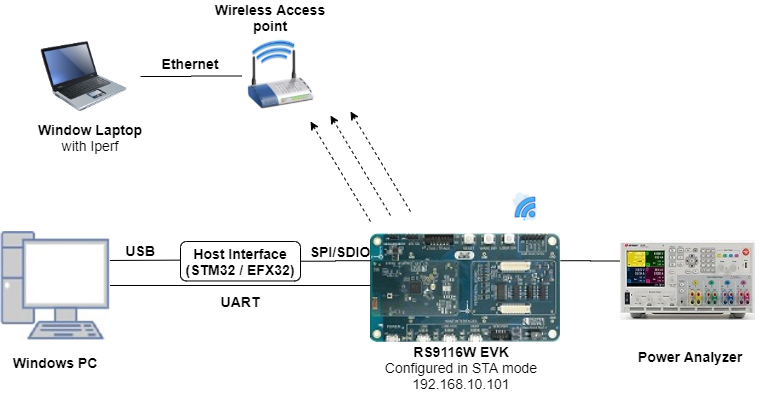 Wireless Access
point
Ethernet
Window Laptop
with Iperf
USB
Host Interface
(STM32 / EFX32)
SPI/SDIO
UART
Windows PC
RS9116W EVK
Configured in STA mode
192.168.10.101
Power Analyzer